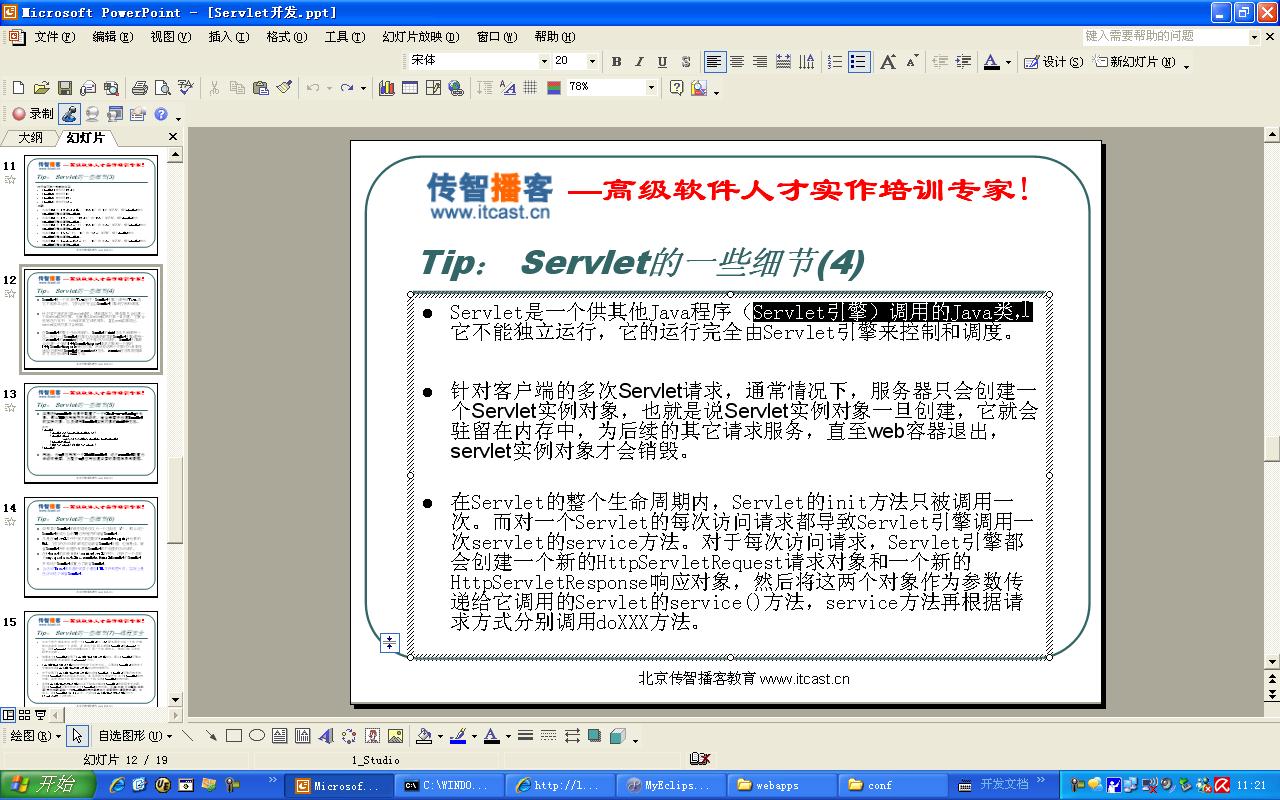 Microsoft PowerPoint - [Servlet开发.ppt]
文件(F) 编辑(E) 视图(V) 插入(I) 格式(O) 工具(T) 幻灯片放映(D) 窗口(W) 帮助(H) 键入需要帮助的问题
宋体 20 B I U S 设计(S) 新幻灯片(N)
78%
录制
大纲 幻灯片
11
12
13
14
15
传智播客 —高级软件人才实作培训专家!
www.itcast.cn
Tip： Servlet的一些细节(4)
Servlet是一个供其他Java程序（Servlet引擎）调用的Java类，
它不能独立运行，它的运行完全由Servlet引擎来控制和调度。
针对客户端的多次Servlet请求，通常情况下，服务器只会创建一
个Servlet实例对象，也就是说Servlet实例对象一旦创建，它就会
驻留在内存中，为后续的其它请求服务，直至web容器退出，
servlet实例对象才会销毁。
在Servlet的整个生命周期内，Servlet的init方法只被调用一
次。而对一个Servlet的每次访问请求都导致Servlet引擎调用一
次servlet的service方法。对于每次访问请求，Servlet引擎都
会创建一个新的HttpServletRequest请求对象和一个新的
HttpServletResponse响应对象，然后将这两个对象作为参数传
递给它调用的Servlet的service()方法，service方法再根据请
求方式分别调用doXXX方法。
北京传智播客教育 www.itcast.cn
绘图(R) 自选图形(U)
幻灯片 12 / 19 1_Studio
开始 Microsof... C:\WINDO... http://l... MyEclips... webapps conf 开发文档 11:21